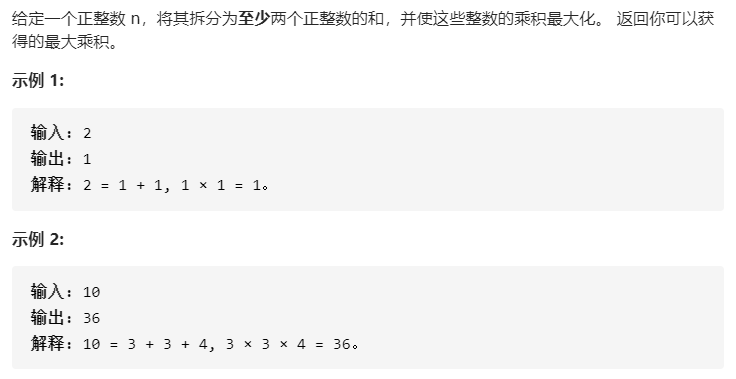 给定一个正整数 n，将其拆分为至少两个正整数的和，并使这些整数的乘积最大化。 返回你可以获
得的最大乘积。
示例 1:
输入: 2
输出: 1
解释: 2 = 1 + 1, 1 × 1 = 1。
示例 2:
输入: 10
输出: 36
解释: 10 = 3 + 3 + 4, 3 × 3 × 4 = 36。